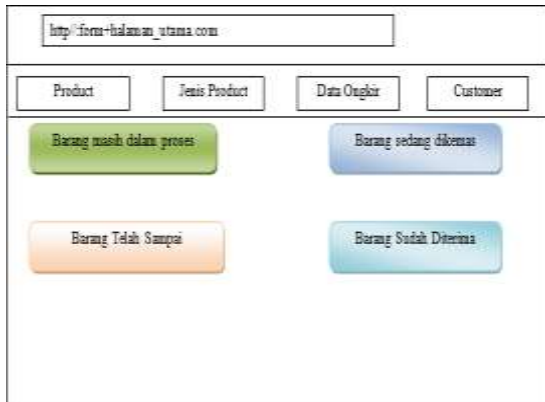 http//:form+halaman_utama.com
Product Jenis Product Data Ongkir Customer
Barang masih dalam proses Barang sedang dikemas
Barang Telah Sampai Barang Sudah Diterima